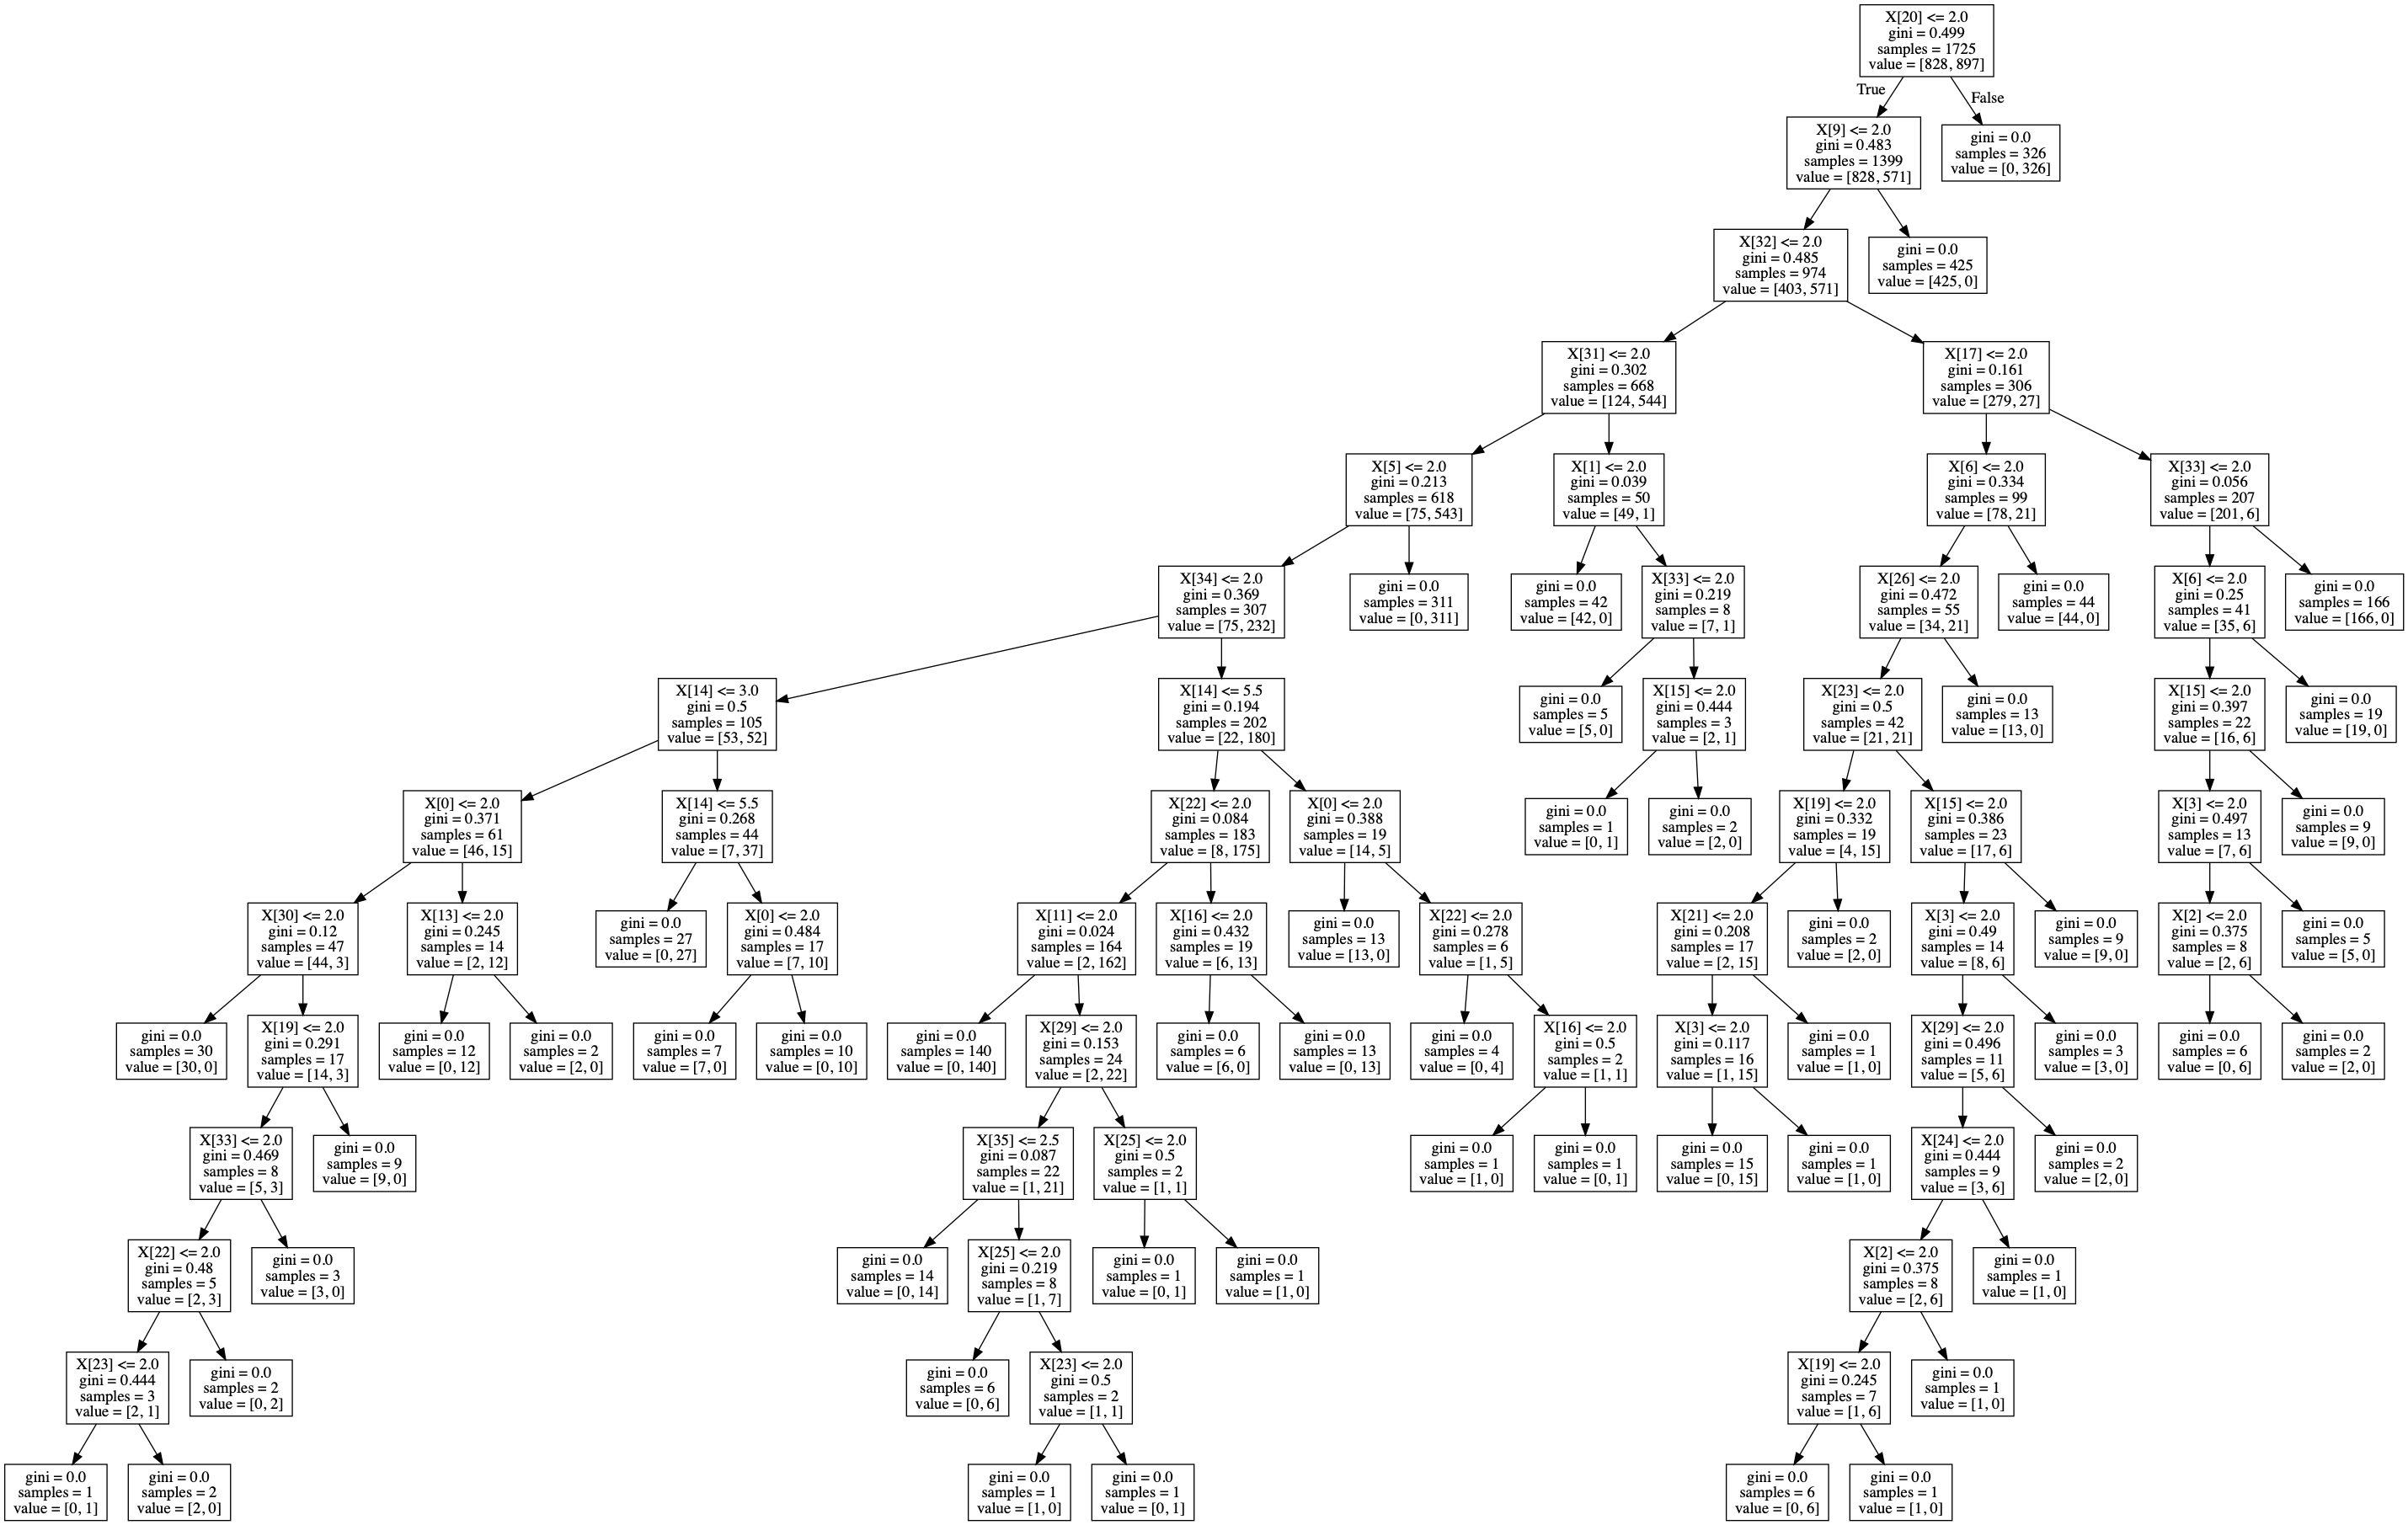 X[20] <= 2.0
gini = 0.499
samples = 1725
value = [828, 897]
True
False
X[9] <= 2.0
gini = 0.483
samples = 1399
value = [828, 571]
gini = 0.0
samples = 326
value = [0, 326]
X[32] <= 2.0
gini = 0.485
samples = 974
value = [403, 571]
gini = 0.0
samples = 425
value = [425, 0]
X[31] <= 2.0
gini = 0.302
samples = 668
value = [124, 544]
X[17] <= 2.0
gini = 0.161
samples = 306
value = [279, 27]
X[5] <= 2.0
gini = 0.213
samples = 618
value = [75, 543]
X[1] <= 2.0
gini = 0.039
samples = 50
value = [49, 1]
X[6] <= 2.0
gini = 0.334
samples = 99
value = [78, 21]
X[33] <= 2.0
gini = 0.056
samples = 207
value = [201, 6]
X[34] <= 2.0
gini = 0.369
samples = 307
value = [75, 232]
gini = 0.0
samples = 311
value = [0, 311]
gini = 0.0
samples = 42
value = [42, 0]
X[33] <= 2.0
gini = 0.219
samples = 8
value = [7, 1]
X[26] <= 2.0
gini = 0.472
samples = 55
value = [34, 21]
gini = 0.0
samples = 44
value = [44, 0]
X[6] <= 2.0
gini = 0.25
samples = 41
value = [35, 6]
gini = 0.0
samples = 166
value = [166, 0]
X[14] <= 3.0
gini = 0.5
samples = 105
value = [53, 52]
X[14] <= 5.5
gini = 0.194
samples = 202
value = [22, 180]
gini = 0.0
samples = 5
value = [5, 0]
X[15] <= 2.0
gini = 0.444
samples = 3
value = [2, 1]
X[23] <= 2.0
gini = 0.5
samples = 42
value = [21, 21]
gini = 0.0
samples = 13
value = [13, 0]
X[15] <= 2.0
gini = 0.397
samples = 22
value = [16, 6]
gini = 0.0
samples = 19
value = [19, 0]
X[0] <= 2.0
gini = 0.371
samples = 61
value = [46, 15]
X[14] <= 5.5
gini = 0.268
samples = 44
value = [7, 37]
X[22] <= 2.0
gini = 0.084
samples = 183
value = [8, 175]
X[0] <= 2.0
gini = 0.388
samples = 19
value = [14, 5]
gini = 0.0
samples = 1
value = [0, 1]
gini = 0.0
samples = 2
value = [2, 0]
X[19] <= 2.0
gini = 0.332
samples = 19
value = [4, 15]
X[15] <= 2.0
gini = 0.386
samples = 23
value = [17, 6]
X[3] <= 2.0
gini = 0.497
samples = 13
value = [7, 6]
gini = 0.0
samples = 9
value = [9, 0]
X[30] <= 2.0
gini = 0.12
samples = 47
value = [44, 3]
X[13] <= 2.0
gini = 0.245
samples = 14
value = [2, 12]
gini = 0.0
samples = 27
value = [0, 27]
X[0] <= 2.0
gini = 0.484
samples = 17
value = [7, 10]
X[11] <= 2.0
gini = 0.024
samples = 164
value = [2, 162]
X[16] <= 2.0
gini = 0.432
samples = 19
value = [6, 13]
gini = 0.0
samples = 13
value = [13, 0]
X[22] <= 2.0
gini = 0.278
samples = 6
value = [1, 5]
X[21] <= 2.0
gini = 0.208
samples = 17
value = [2, 15]
gini = 0.0
samples = 2
value = [2, 0]
X[3] <= 2.0
gini = 0.49
samples = 14
value = [8, 6]
gini = 0.0
samples = 9
value = [9, 0]
X[2] <= 2.0
gini = 0.375
samples = 8
value = [2, 6]
gini = 0.0
samples = 5
value = [5, 0]
gini = 0.0
samples = 30
value = [30, 0]
X[19] <= 2.0
gini = 0.291
samples = 17
value = [14, 3]
gini = 0.0
samples = 12
value = [0, 12]
gini = 0.0
samples = 2
value = [2, 0]
gini = 0.0
samples = 7
value = [7, 0]
gini = 0.0
samples = 10
value = [0, 10]
gini = 0.0
samples = 140
value = [0, 140]
X[29] <= 2.0
gini = 0.153
samples = 24
value = [2, 22]
gini = 0.0
samples = 6
value = [6, 0]
gini = 0.0
samples = 13
value = [0, 13]
gini = 0.0
samples = 4
value = [0, 4]
X[16] <= 2.0
gini = 0.5
samples = 2
value = [1, 1]
X[3] <= 2.0
gini = 0.117
samples = 16
value = [1, 15]
gini = 0.0
samples = 1
value = [1, 0]
X[29] <= 2.0
gini = 0.496
samples = 11
value = [5, 6]
gini = 0.0
samples = 3
value = [3, 0]
gini = 0.0
samples = 6
value = [0, 6]
gini = 0.0
samples = 2
value = [2, 0]
X[33] <= 2.0
gini = 0.469
samples = 8
value = [5, 3]
gini = 0.0
samples = 9
value = [9, 0]
X[35] <= 2.5
gini = 0.087
samples = 22
value = [1, 21]
X[25] <= 2.0
gini = 0.5
samples = 2
value = [1, 1]
gini = 0.0
samples = 1
value = [1, 0]
gini = 0.0
samples = 1
value = [0, 1]
gini = 0.0
samples = 15
value = [0, 15]
gini = 0.0
samples = 1
value = [1, 0]
X[24] <= 2.0
gini = 0.444
samples = 9
value = [3, 6]
gini = 0.0
samples = 2
value = [2, 0]
X[22] <= 2.0
gini = 0.48
samples = 5
value = [2, 3]
gini = 0.0
samples = 3
value = [3, 0]
gini = 0.0
samples = 14
value = [0, 14]
X[25] <= 2.0
gini = 0.219
samples = 8
value = [1, 7]
gini = 0.0
samples = 1
value = [0, 1]
gini = 0.0
samples = 1
value = [1, 0]
X[2] <= 2.0
gini = 0.375
samples = 8
value = [2, 6]
gini = 0.0
samples = 1
value = [1, 0]
X[23] <= 2.0
gini = 0.444
samples = 3
value = [2, 1]
gini = 0.0
samples = 2
value = [0, 2]
gini = 0.0
samples = 6
value = [0, 6]
X[23] <= 2.0
gini = 0.5
samples = 2
value = [1, 1]
X[19] <= 2.0
gini = 0.245
samples = 7
value = [1, 6]
gini = 0.0
samples = 1
value = [1, 0]
gini = 0.0
samples = 1
value = [0, 1]
gini = 0.0
samples = 2
value = [2, 0]
gini = 0.0
samples = 1
value = [1, 0]
gini = 0.0
samples = 1
value = [0, 1]
gini = 0.0
samples = 6
value = [0, 6]
gini = 0.0
samples = 1
value = [1, 0]